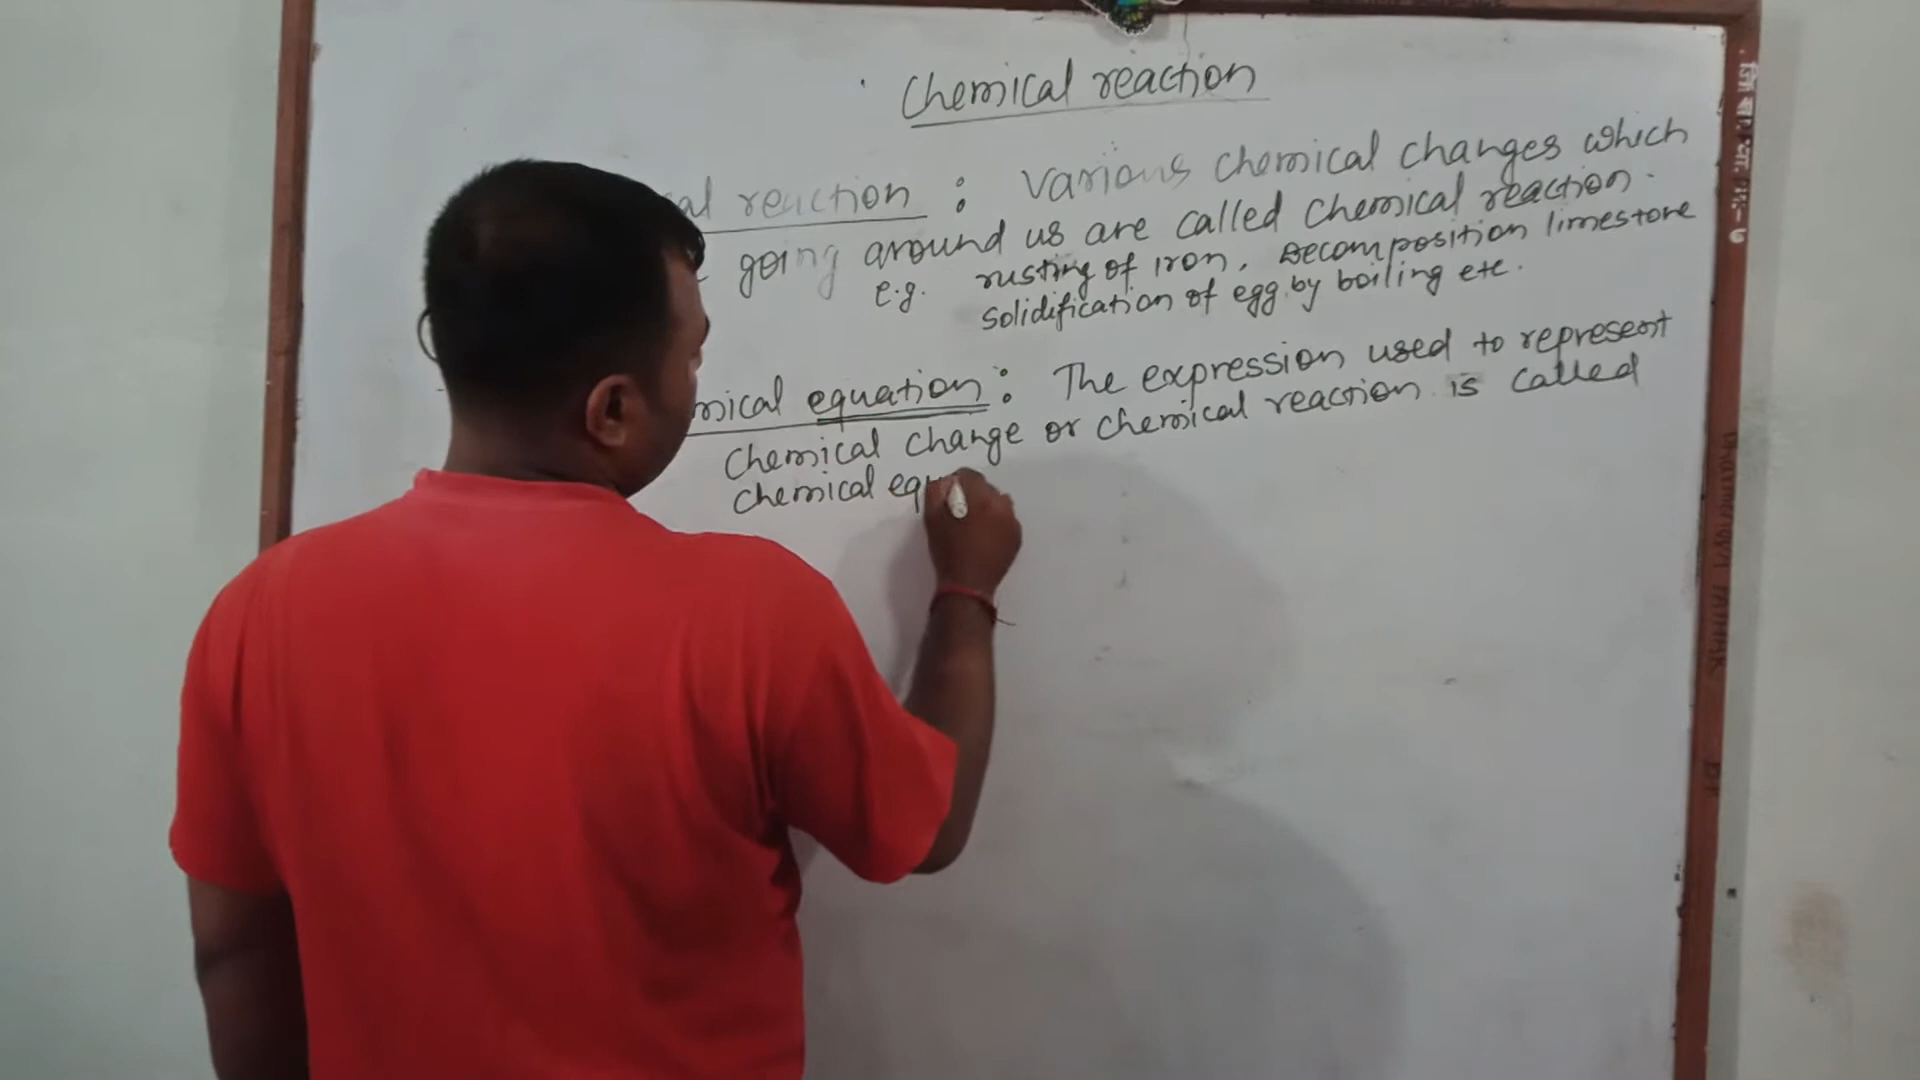 Chemical reaction
al reaction : Various chemical changes which
going around us are called chemical reaction.
e.g. rusting of iron, Decomposition limestone
solidification of egg by boiling etc.
mical equation : The expression used to represent
chemical change or chemical reaction is called
chemical equ